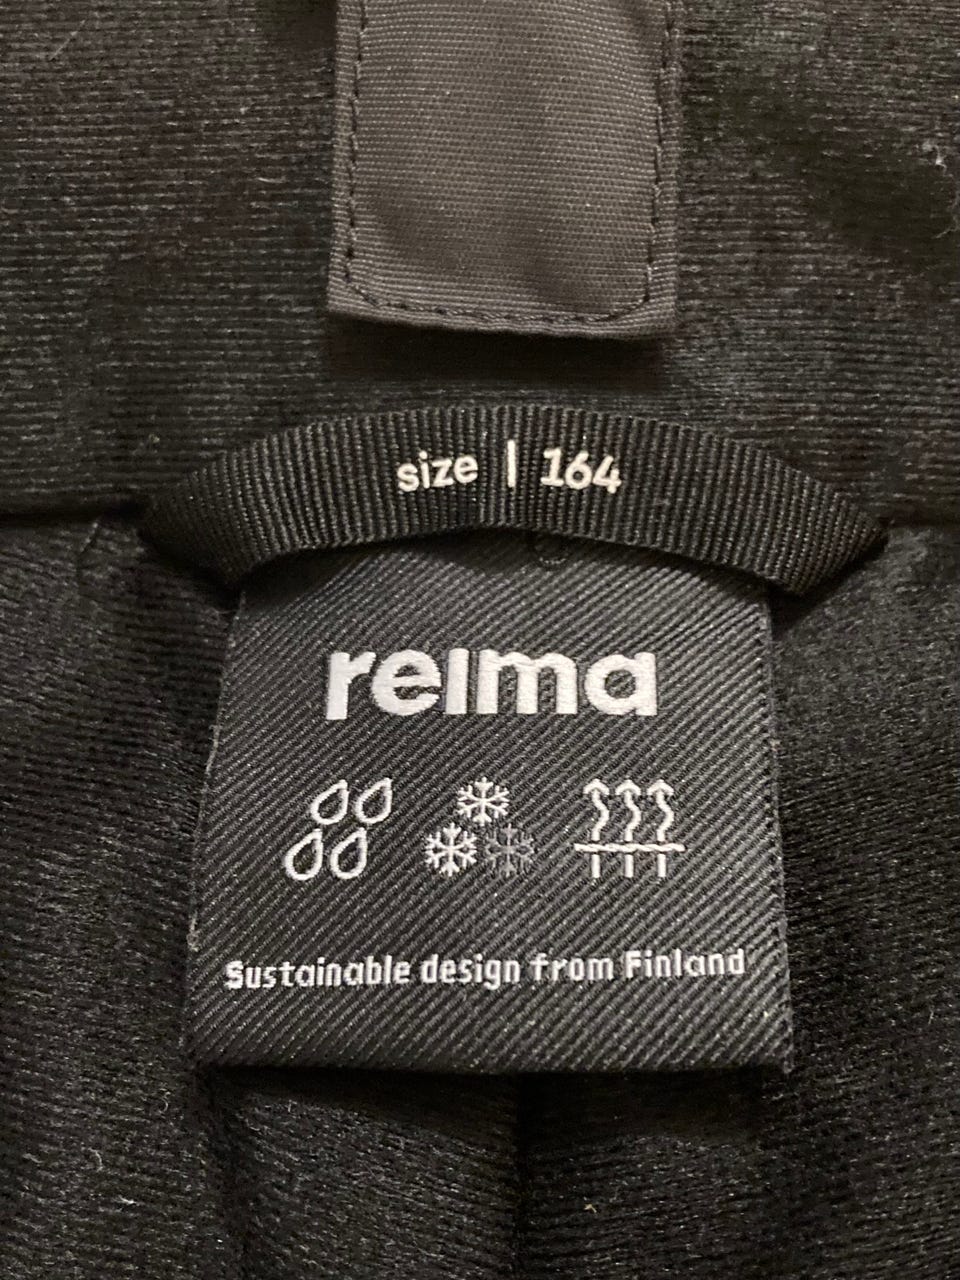 size | 164
reima
Sustainable design from Finland